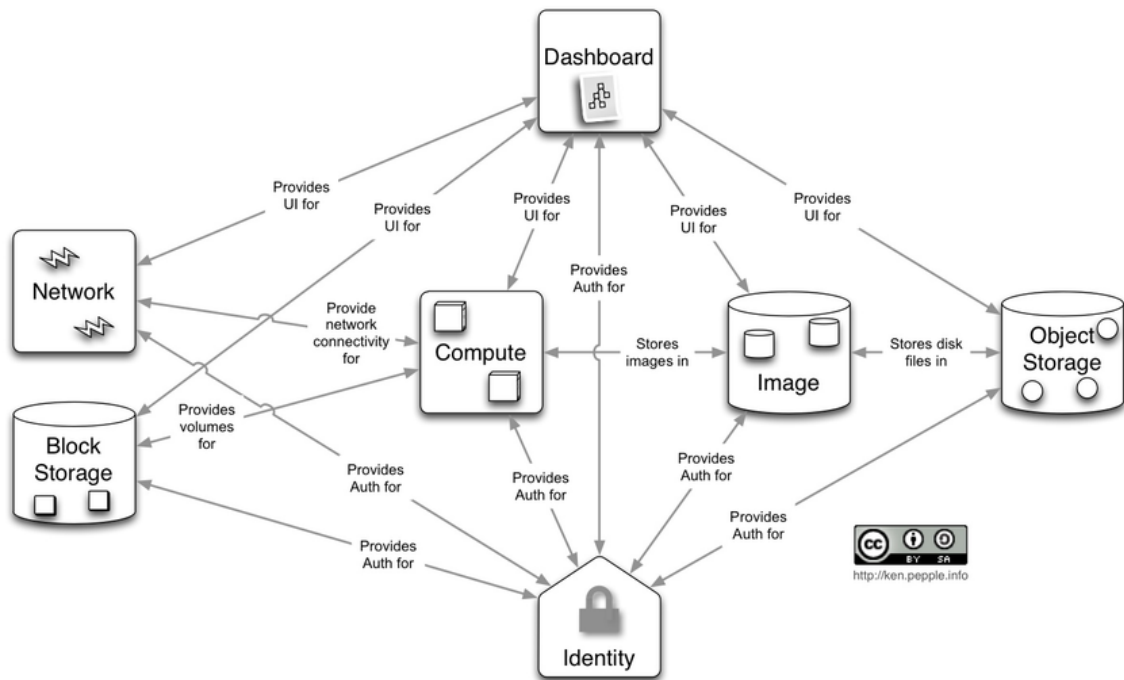 Dashboard
Provides
UI for
Provides
UI for
Provides
UI for
Provides
UI for
Provides
UI for
Provides
Auth for
Network
Provide
network
connectivity
for
Compute
Stores
images in
Image
Stores disk
files in
Object
Storage
Provides
volumes
for
Block
Storage
Provides
Auth for
Provides
Auth for
Provides
Auth for
Provides
Auth for
Provides
Auth for
Identity
cc
BY SA
http://ken.pepple.info